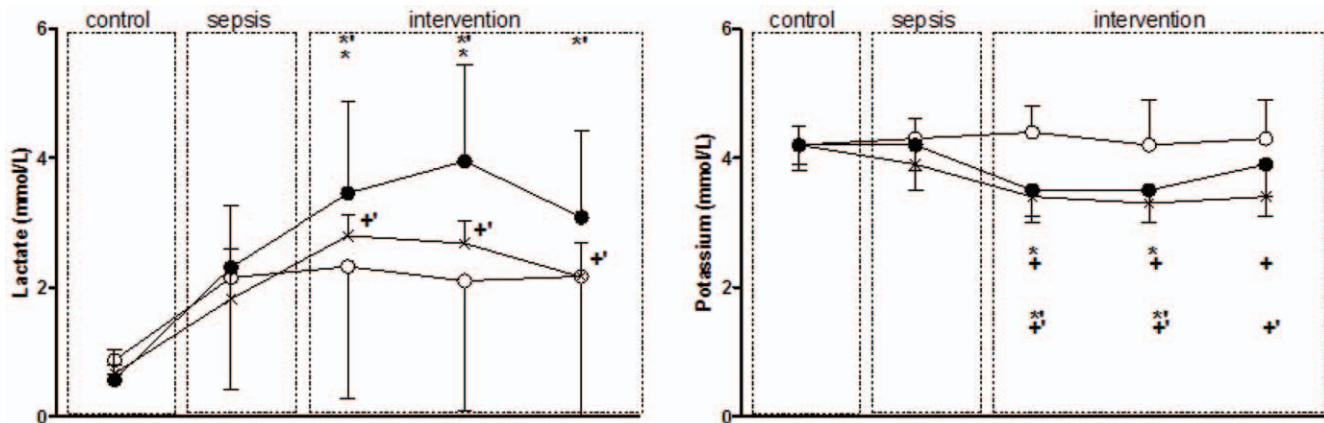 control sepsis intervention
6
4
2
0
Lactate (mmol/L)
*' *' *'
* *
+' +' +'
control sepsis intervention
6
4
2
0
Potassium (mmol/L)
* *
+ + +
*' *'
+' +' +'